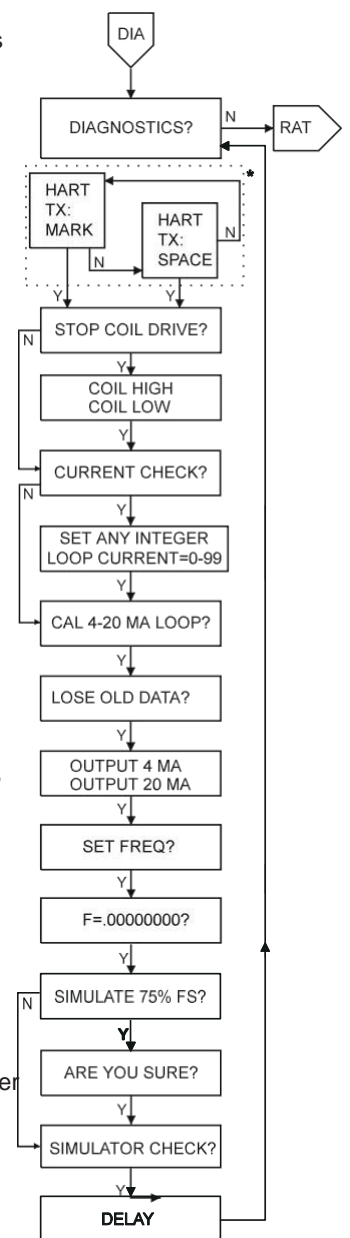 s
DIA
DIAGNOSTICS?
N
RAT
*
HART
TX:
MARK
N
HART
TX:
SPACE
N
Y
Y
STOP COIL DRIVE?
N
Y
COIL HIGH
COIL LOW
Y
CURRENT CHECK?
N
Y
SET ANY INTEGER
LOOP CURRENT=0-99
Y
CAL 4-20 MA LOOP?
Y
LOSE OLD DATA?
Y
OUTPUT 4 MA
OUTPUT 20 MA
Y
SET FREQ?
Y
F=.00000000?
Y
SIMULATE 75% FS?
N
Y
ARE YOU SURE?
er
Y
SIMULATOR CHECK?
Y
DELAY